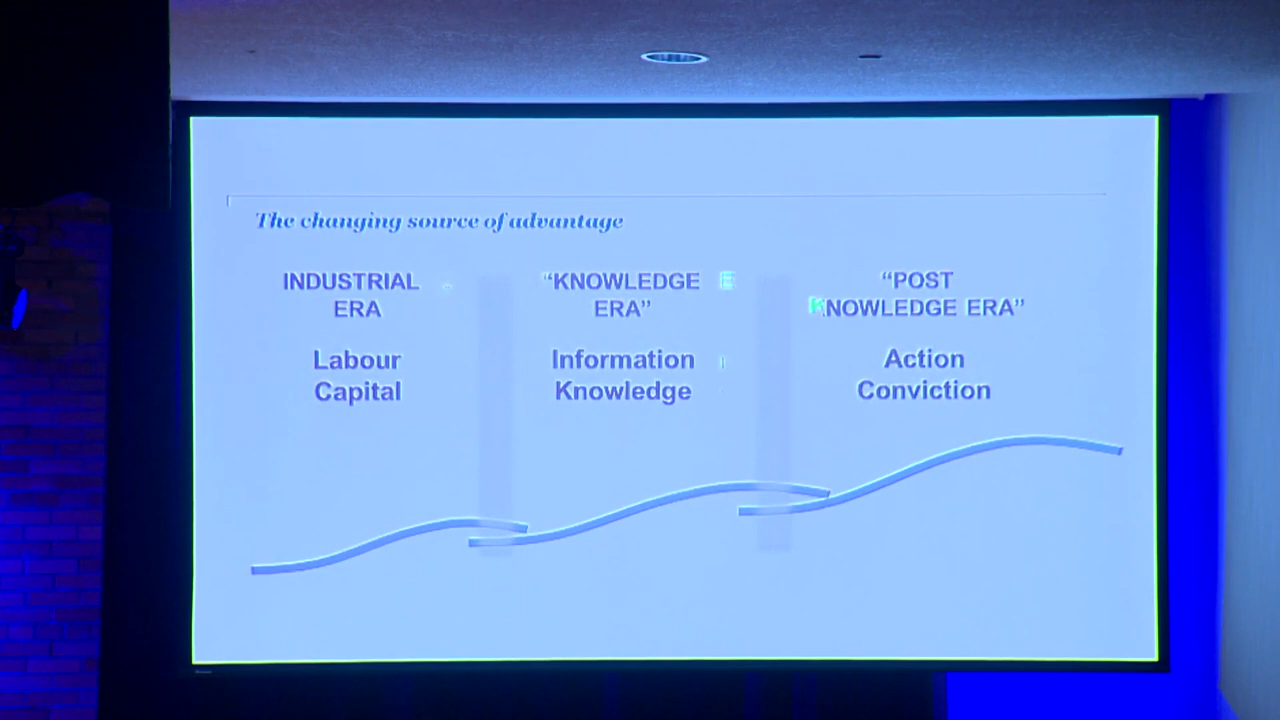 The changing source of advantage
INDUSTRIAL
ERA
Labour
Capital
“KNOWLEDGE
ERA”
Information
Knowledge
“POST
KNOWLEDGE ERA”
Action
Conviction